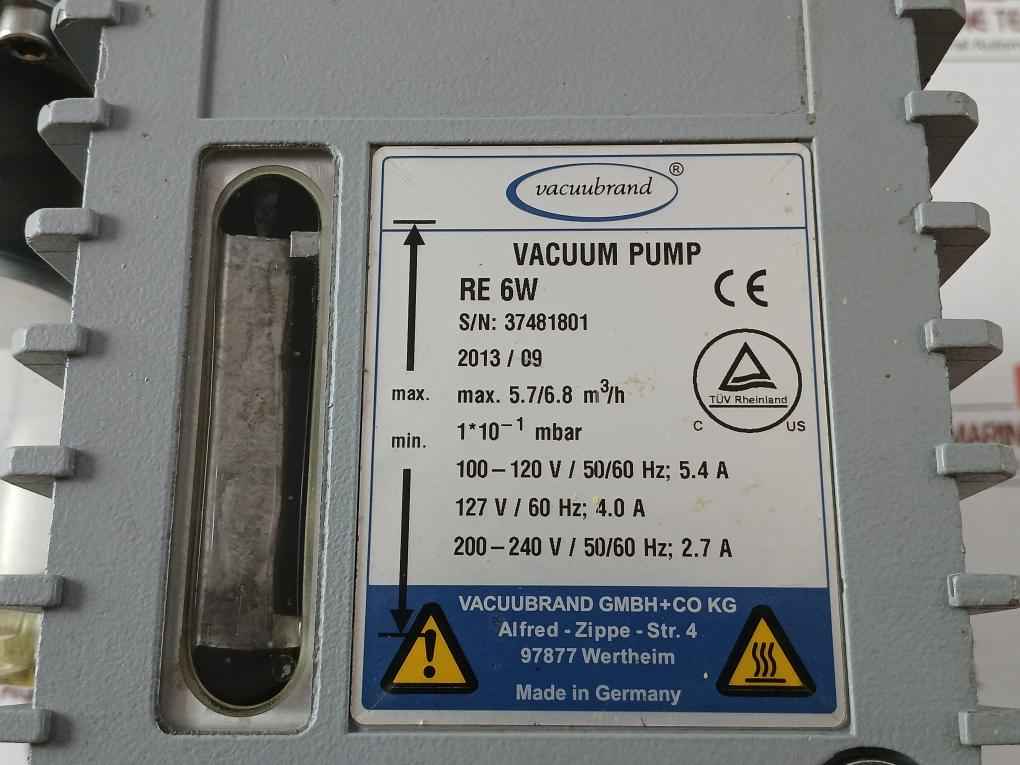 vacuubrand ®
VACUUM PUMP
RE 6W
CE
S/N: 37481801
2013 / 09
max. 5.7/6.8 m³/h
max.
1*10⁻¹ mbar
min.
TÜV Rheinland
C US
100–120 V / 50/60 Hz; 5.4 A
127 V / 60 Hz; 4.0 A
200–240 V / 50/60 Hz; 2.7 A
VACUUBRAND GMBH+CO KG
Alfred - Zippe - Str. 4
97877 Wertheim
Made in Germany
MARIN